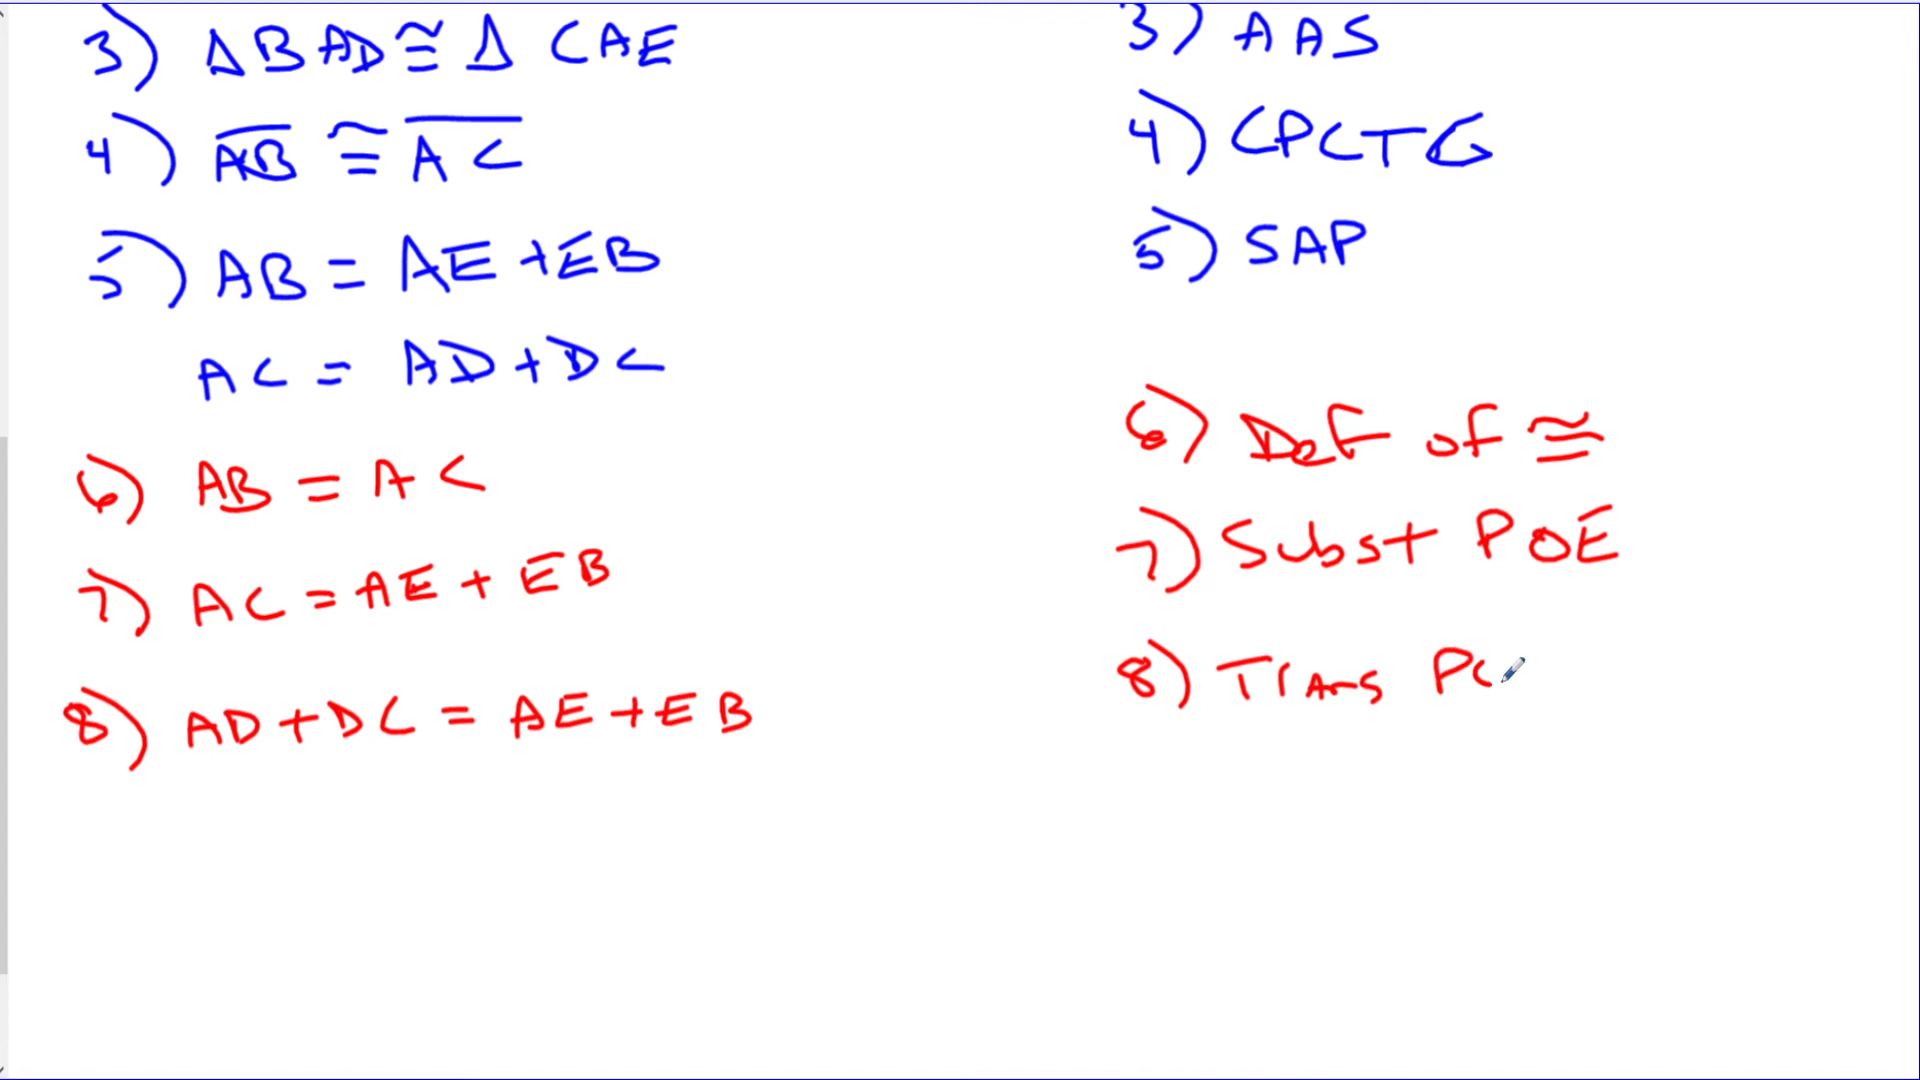 3) ΔBAD ≅ Δ CAE
3) AAS
4) AB ≅ AC
4) CPCTC
5) AB = AE + EB
5) SAP
AC = AD + DC
6) AB = AC
6) DeF of ≅
7) AC = AE + EB
7) Subst POE
8) AD + DC = AE + EB
8) Trans PO